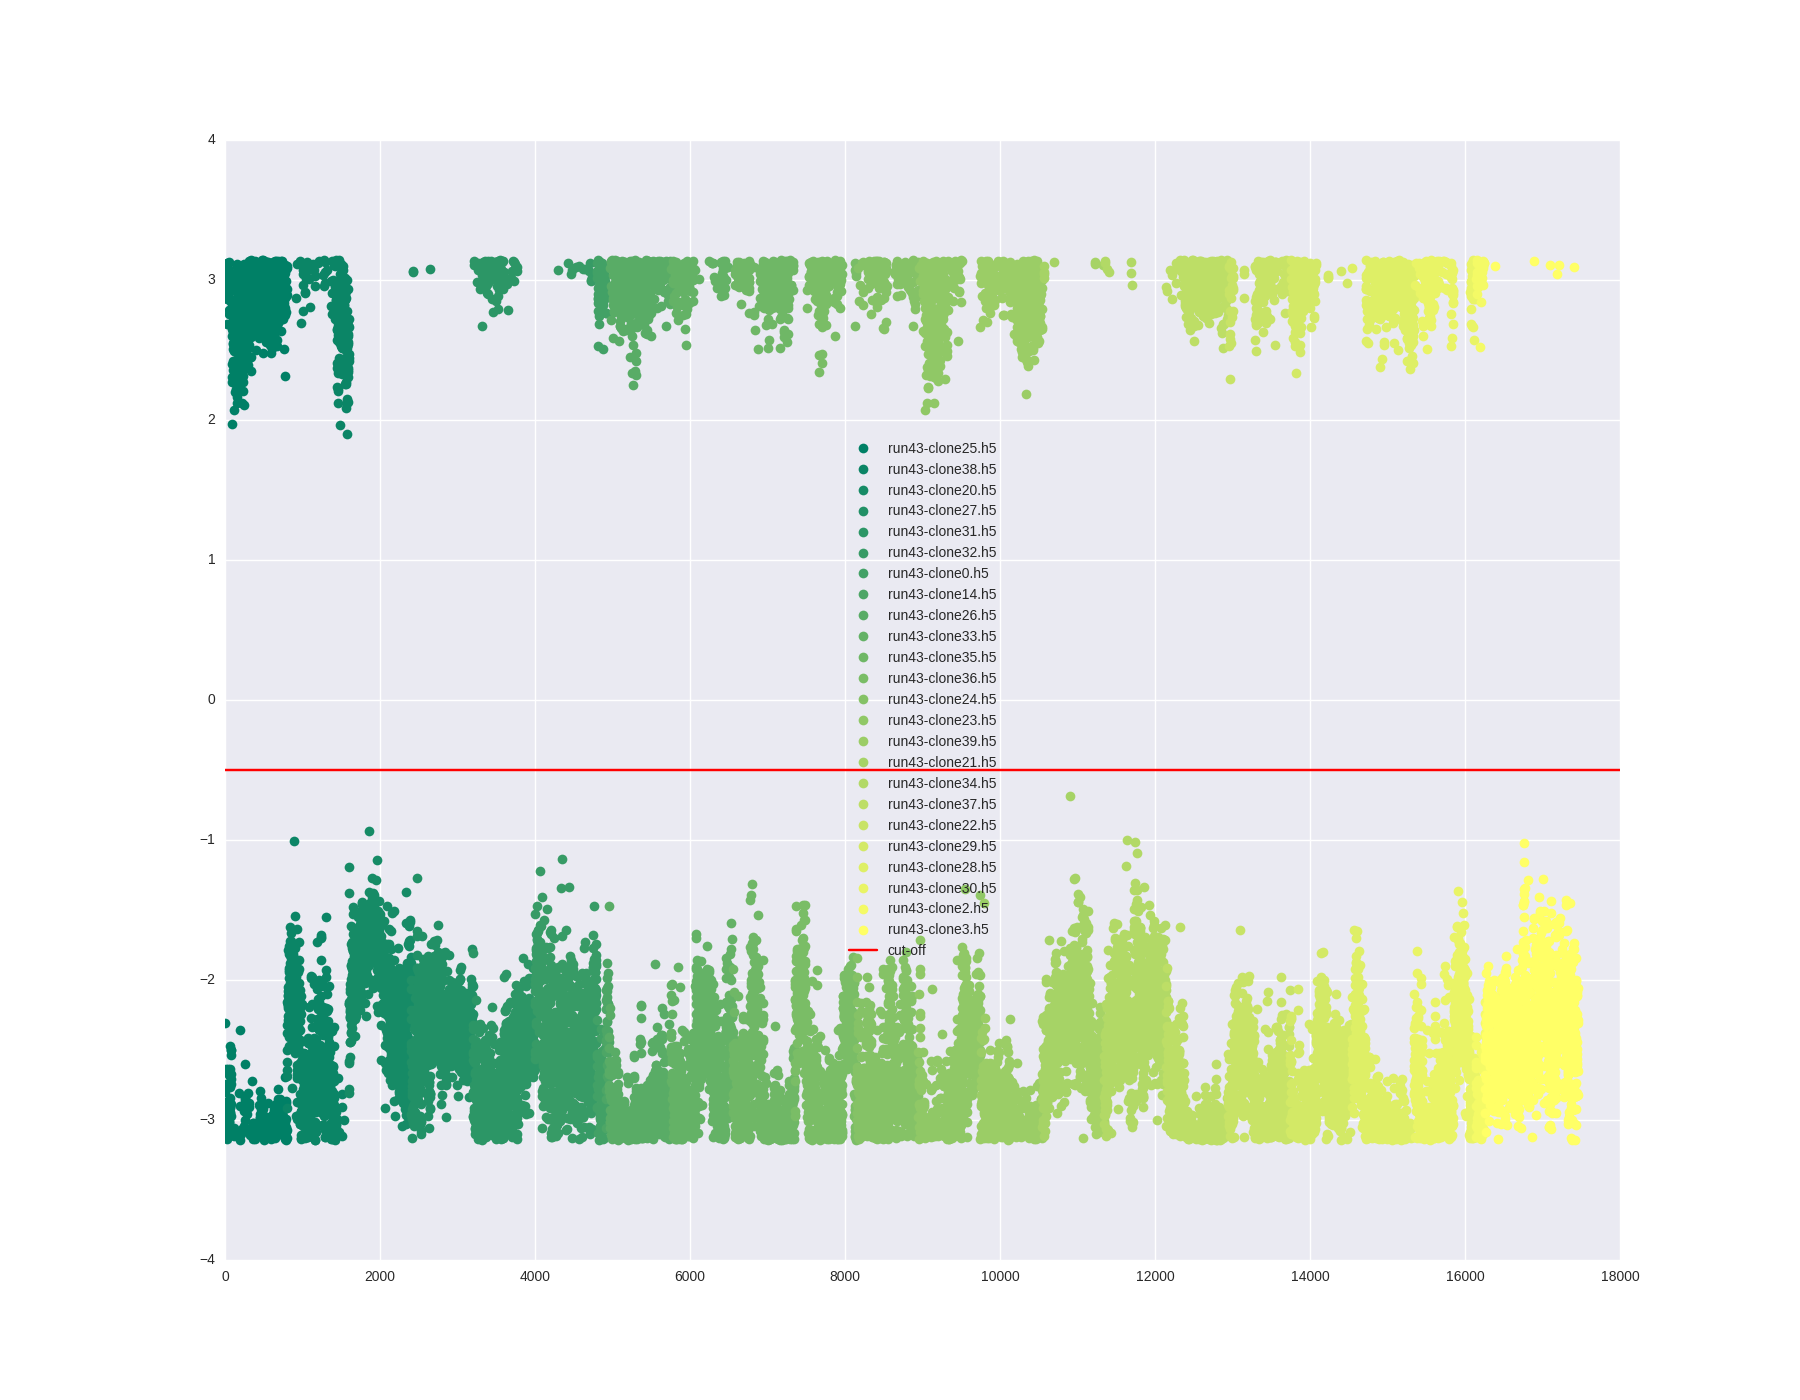 4
3
2
1
0
−1
−2
−3
−4
run43-clone25.h5
run43-clone38.h5
run43-clone20.h5
run43-clone27.h5
run43-clone31.h5
run43-clone32.h5
run43-clone0.h5
run43-clone14.h5
run43-clone26.h5
run43-clone33.h5
run43-clone35.h5
run43-clone36.h5
run43-clone24.h5
run43-clone23.h5
run43-clone39.h5
run43-clone21.h5
run43-clone34.h5
run43-clone37.h5
run43-clone22.h5
run43-clone29.h5
run43-clone28.h5
run43-clone30.h5
run43-clone2.h5
run43-clone3.h5
cut-off
0 2000 4000 6000 8000 10000 12000 14000 16000 18000